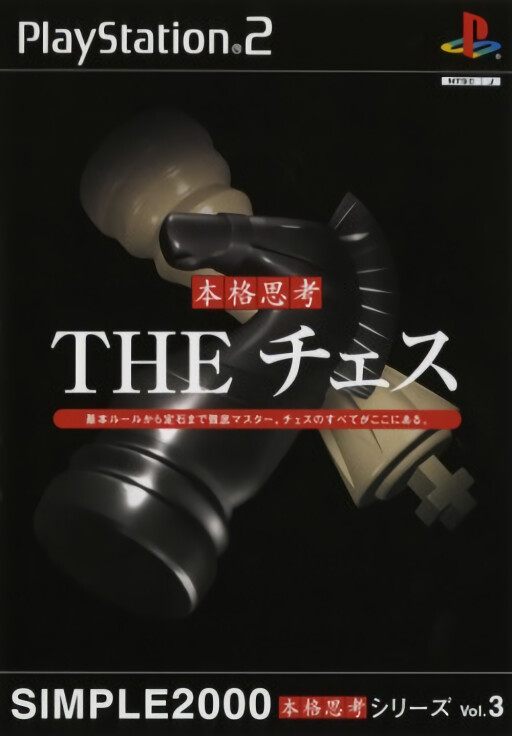 PlayStation®2
本格思考
THE チェス
基本ルールから定石まで徹底マスター。チェスのすべてがここにある。
SIMPLE2000 本格思考シリーズ Vol.3